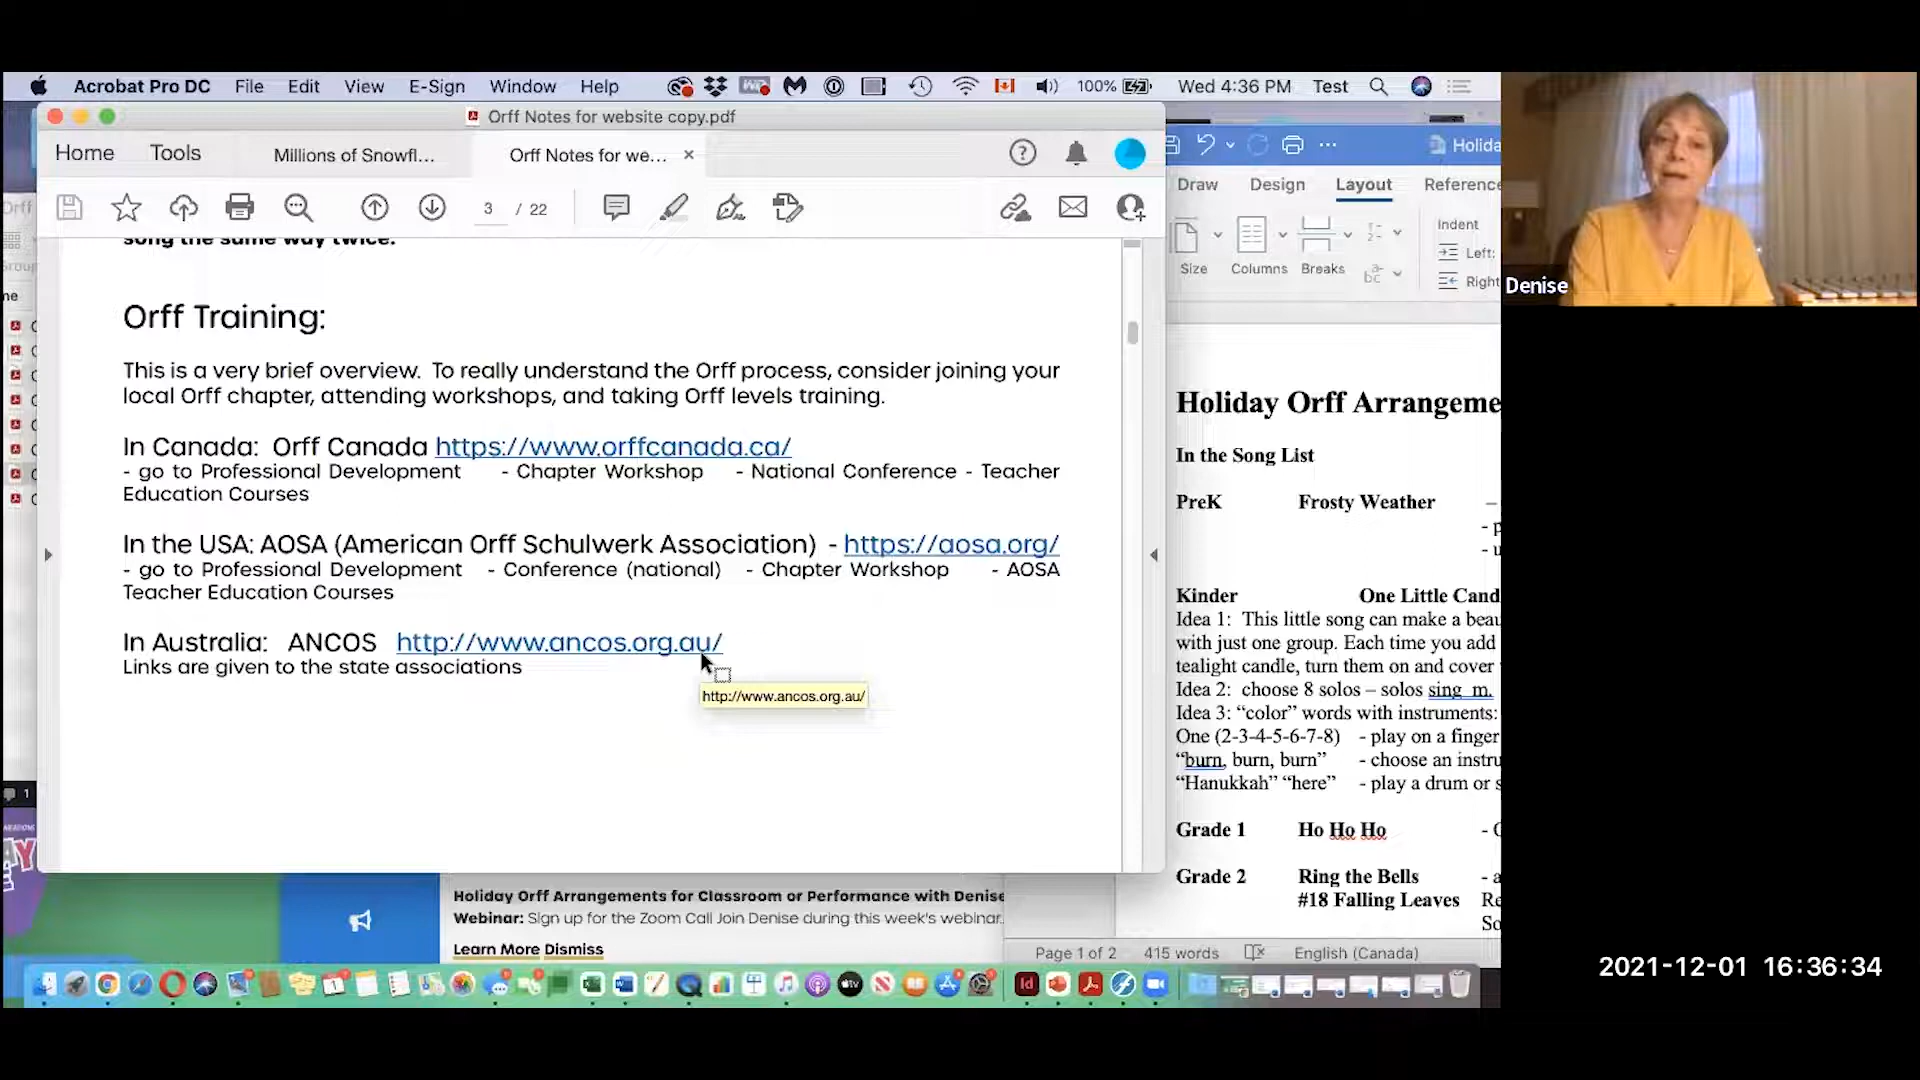 Acrobat Pro DC File Edit View E-Sign Window Help 100% Wed 4:36 PM Test
Orff Notes for website copy.pdf
Home Tools Millions of Snowfl... Orff Notes for we... ×
3 / 22
song the same way twice.
Orff Training:
This is a very brief overview. To really understand the Orff process, consider joining your
local Orff chapter, attending workshops, and taking Orff levels training.
In Canada: Orff Canada https://www.orffcanada.ca/
- go to Professional Development - Chapter Workshop - National Conference - Teacher
Education Courses
In the USA: AOSA (American Orff Schulwerk Association) - https://aosa.org/
- go to Professional Development - Conference (national) - Chapter Workshop - AOSA
Teacher Education Courses
In Australia: ANCOS http://www.ancos.org.au/
Links are given to the state associations
http://www.ancos.org.au/
Holida
Draw Design Layout Reference
Size Columns Breaks
Indent
Left:
Right
Holiday Orff Arrangeme
In the Song List
PreK Frosty Weather –
- p
- u
Kinder One Little Cand
Idea 1: This little song can make a beau
with just one group. Each time you add
tealight candle, turn them on and cover
Idea 2: choose 8 solos – solos sing m.
Idea 3: “color” words with instruments:
One (2-3-4-5-6-7-8) - play on a finger
“burn, burn, burn” - choose an instru
“Hanukkah” “here” - play a drum or s
Grade 1 Ho Ho Ho
Grade 2 Ring the Bells - a
#18 Falling Leaves Re
So
Page 1 of 2 415 words English (Canada)
Holiday Orff Arrangements for Classroom or Performance with Denise
Webinar: Sign up for the Zoom Call Join Denise during this week's webinar.
Learn More Dismiss
Denise
2021-12-01 16:36:34